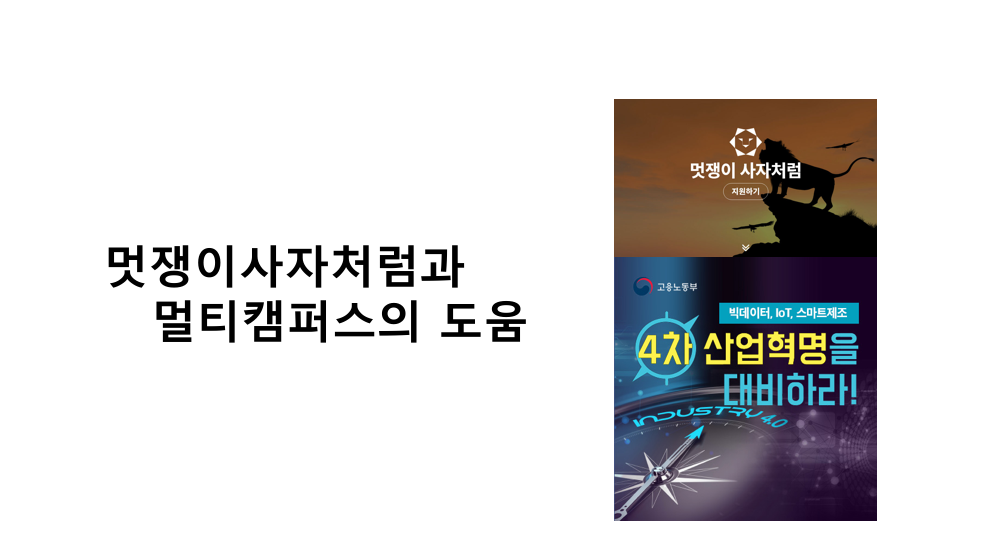 멋쟁이사자처럼과
멀티캠퍼스의 도움
멋쟁이 사자처럼
지원하기
고용노동부
빅데이터, IoT, 스마트제조
4차 산업혁명을
대비하라!
INDUSTRY 4.0